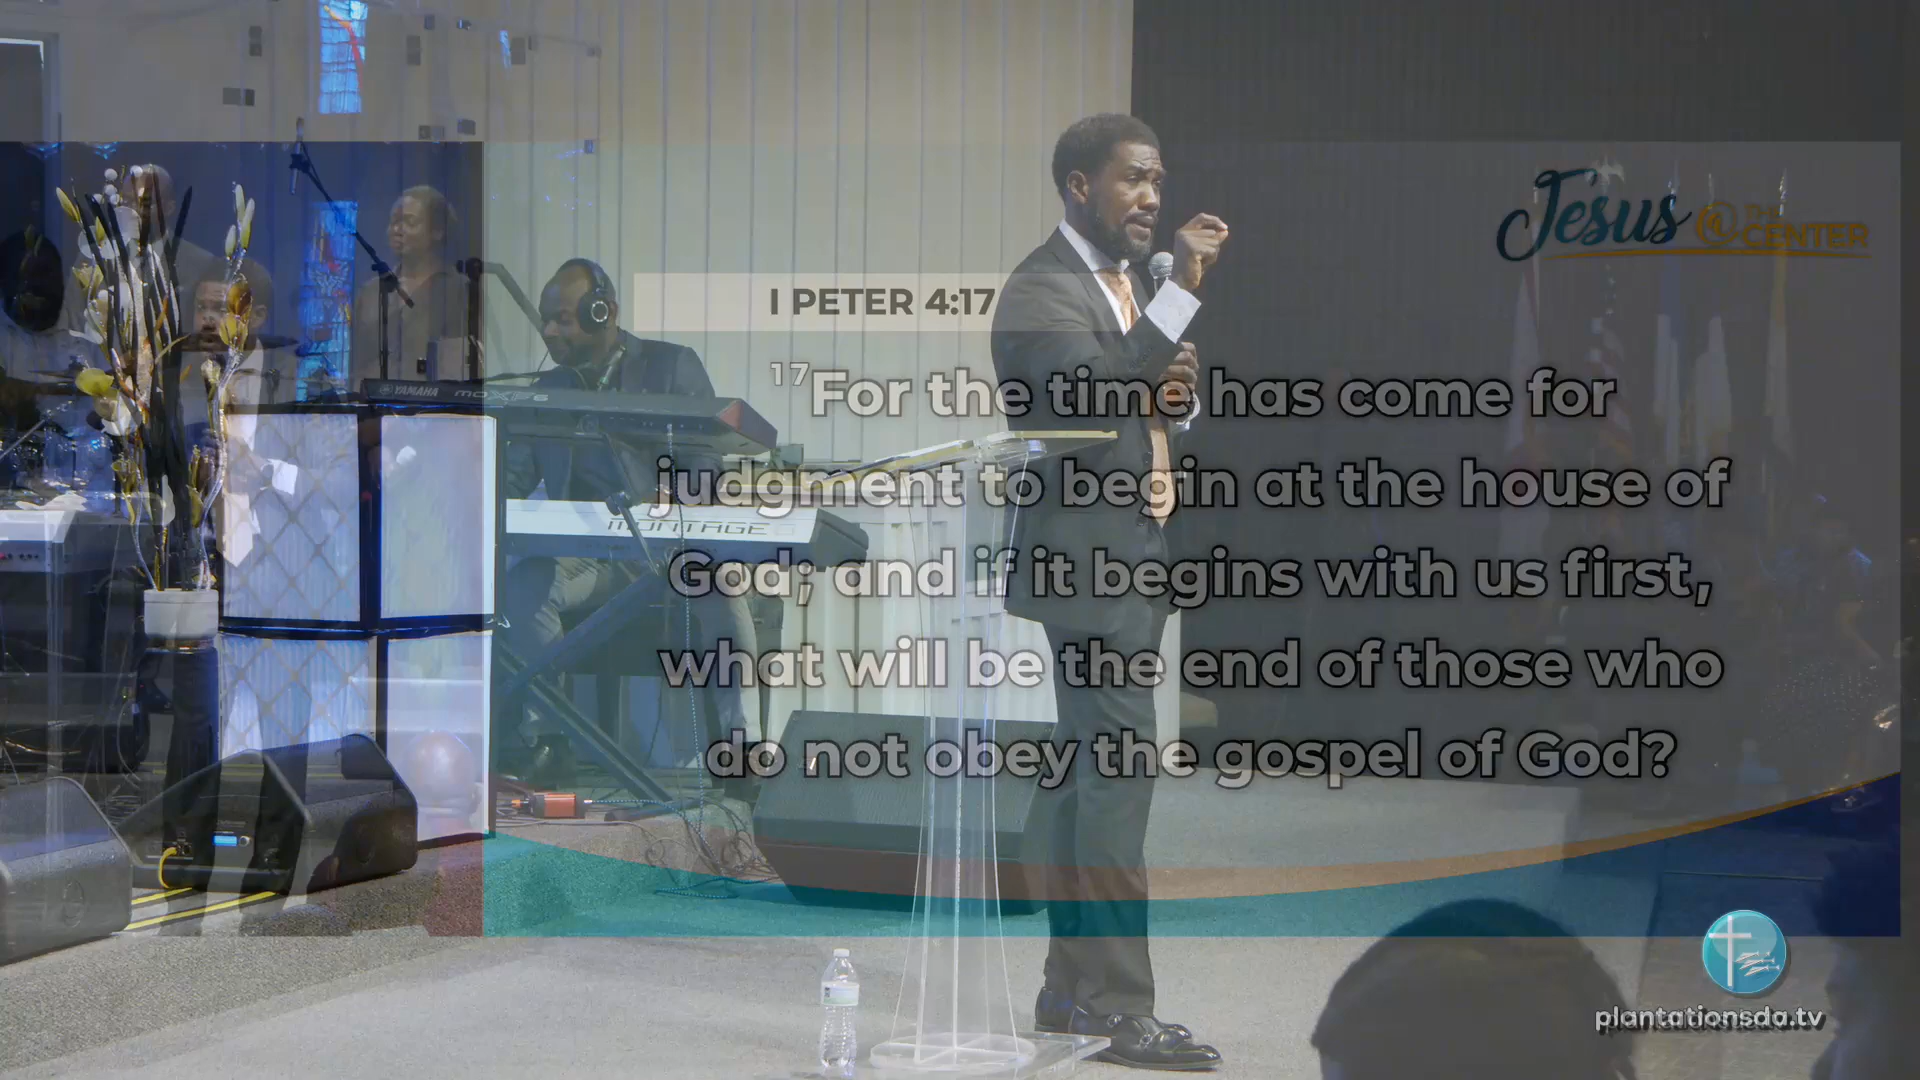 Jesus @ THE
CENTER
I PETER 4:17
17For the time has come for
judgment to begin at the house of
God; and if it begins with us first,
what will be the end of those who
do not obey the gospel of God?
YAMAHA MOXF6
MONTAGE
plantationsda.tv